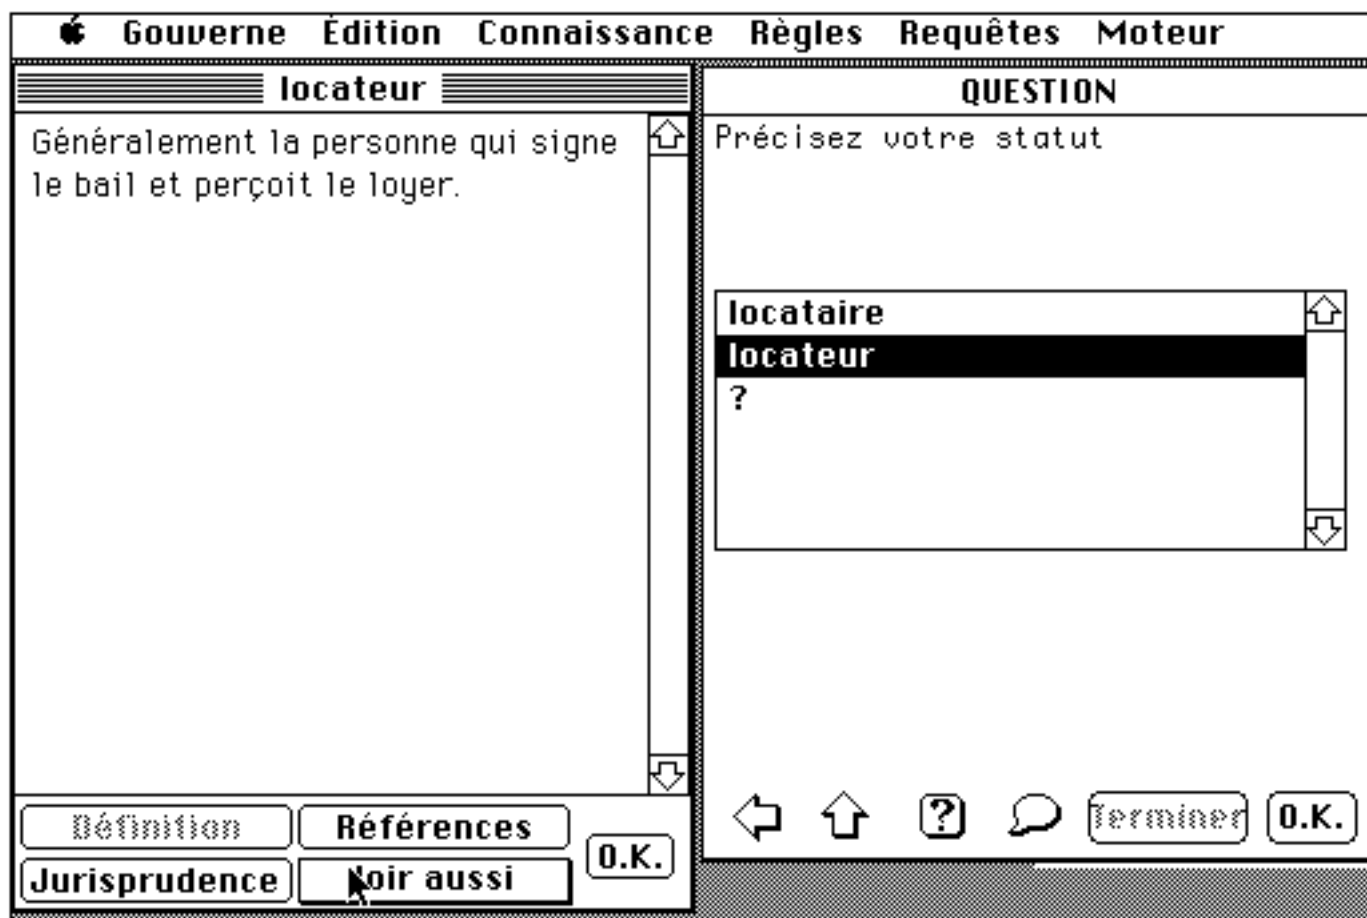 Gouverne Édition Connaissance Règles Requêtes Moteur
locateur
Généralement la personne qui signe
le bail et perçoit le loyer.
Définition
Références
Jurisprudence
Voir aussi
O.K.
QUESTION
Précisez votre statut
locataire
locateur
?
?
Terminer
O.K.